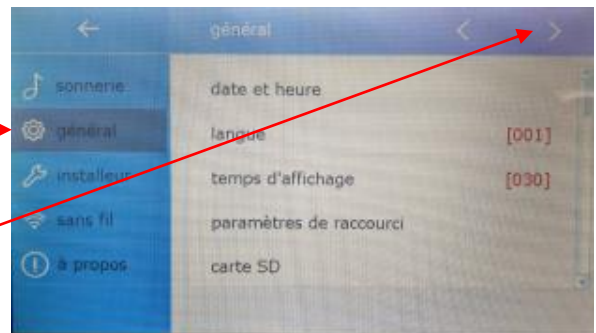 général
sonnerie
général
installeur
sans fil
à propos
date et heure
langue [001]
temps d'affichage [030]
paramètres de raccourci
carte SD